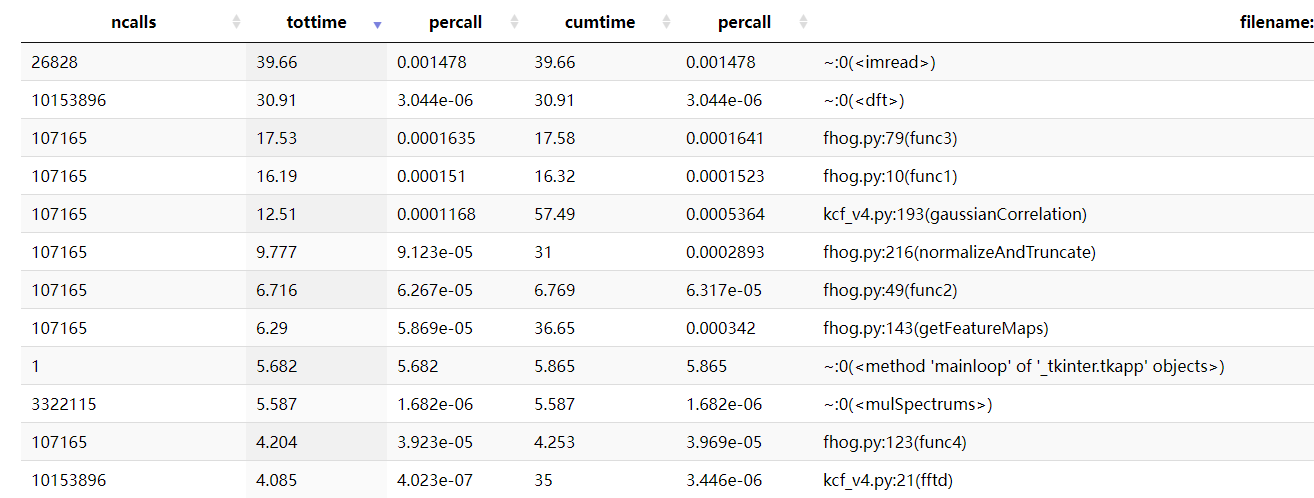 ncalls tottime percall cumtime percall filename:
26828 39.66 0.001478 39.66 0.001478 ~:0(<imread>)
10153896 30.91 3.044e-06 30.91 3.044e-06 ~:0(<dft>)
107165 17.53 0.0001635 17.58 0.0001641 fhog.py:79(func3)
107165 16.19 0.000151 16.32 0.0001523 fhog.py:10(func1)
107165 12.51 0.0001168 57.49 0.0005364 kcf_v4.py:193(gaussianCorrelation)
107165 9.777 9.123e-05 31 0.0002893 fhog.py:216(normalizeAndTruncate)
107165 6.716 6.267e-05 6.769 6.317e-05 fhog.py:49(func2)
107165 6.29 5.869e-05 36.65 0.000342 fhog.py:143(getFeatureMaps)
1 5.682 5.682 5.865 5.865 ~:0(<method 'mainloop' of '_tkinter.tkapp' objects>)
3322115 5.587 1.682e-06 5.587 1.682e-06 ~:0(<mulSpectrums>)
107165 4.204 3.923e-05 4.253 3.969e-05 fhog.py:123(func4)
10153896 4.085 4.023e-07 35 3.446e-06 kcf_v4.py:21(fftd)